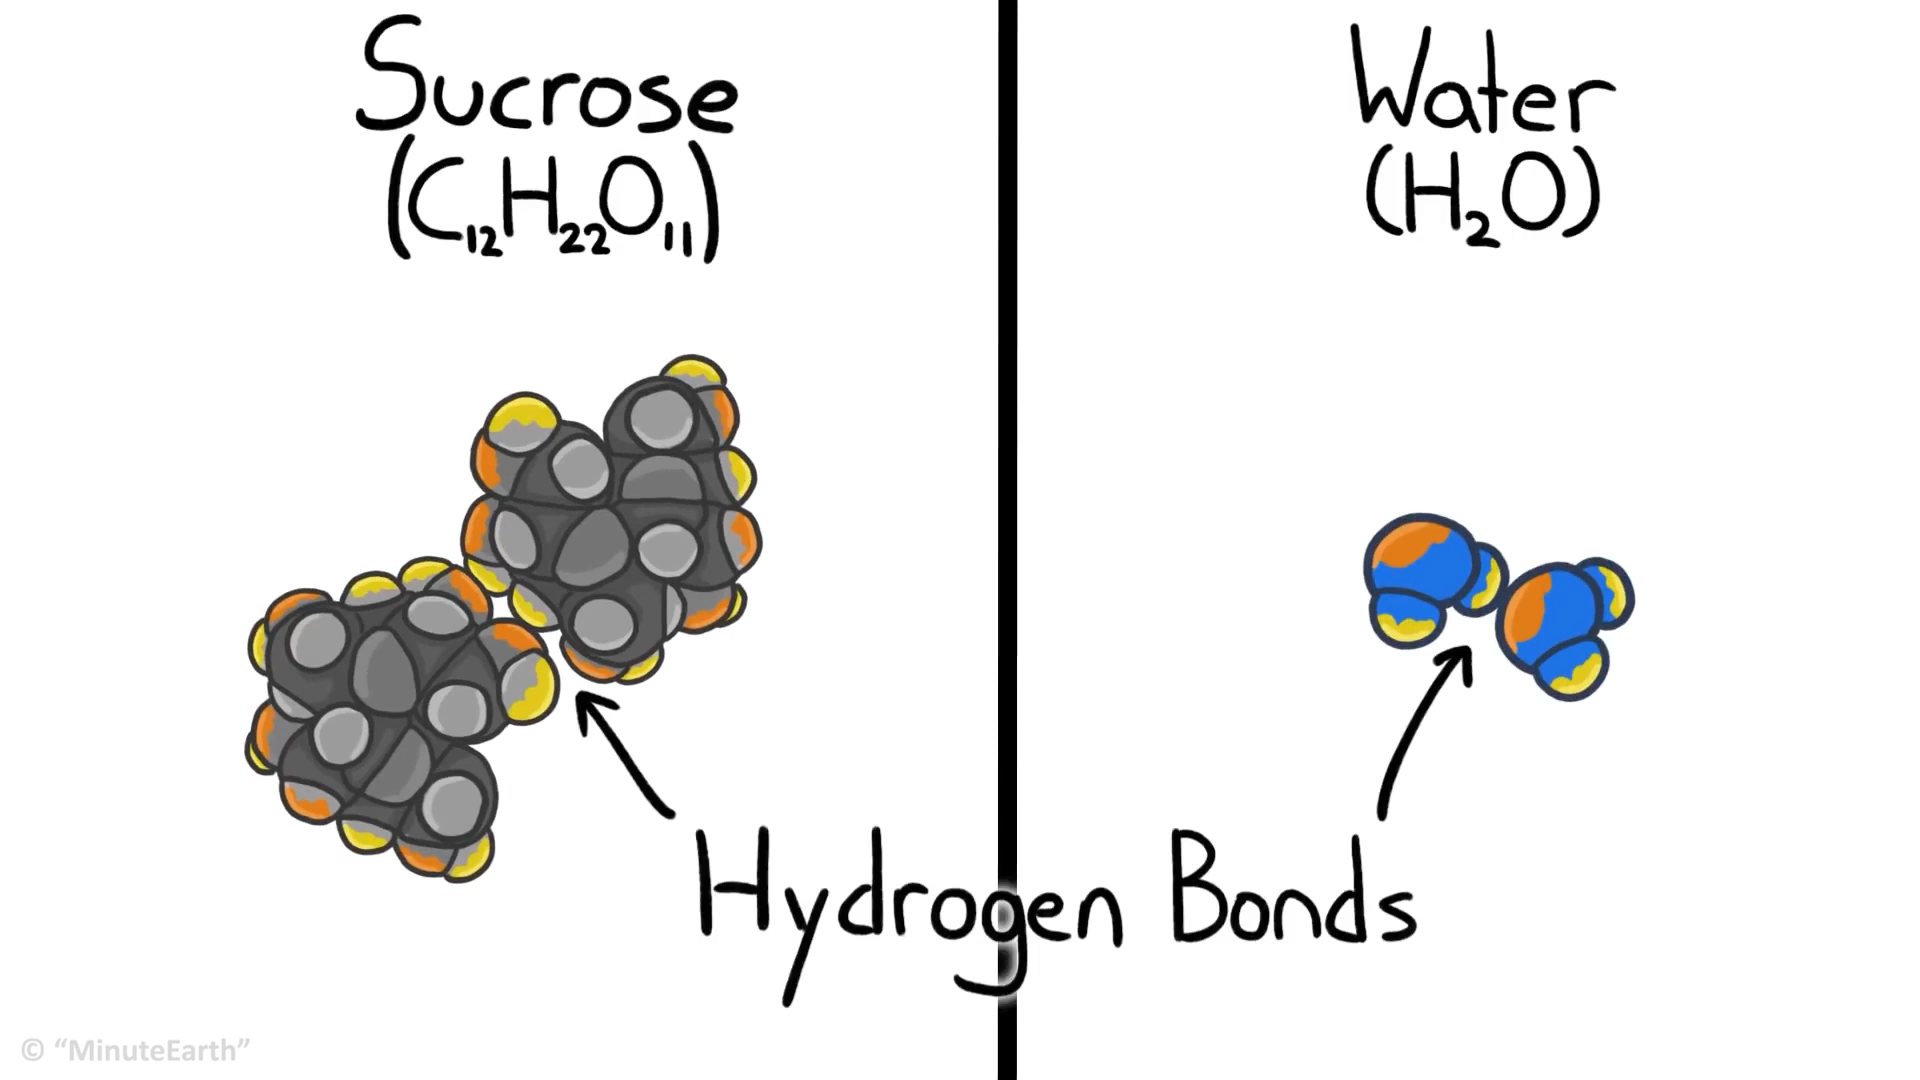 Sucrose
(C₁₂H₂₂O₁₁)
Water
(H₂O)
Hydrogen Bonds
© “MinuteEarth”